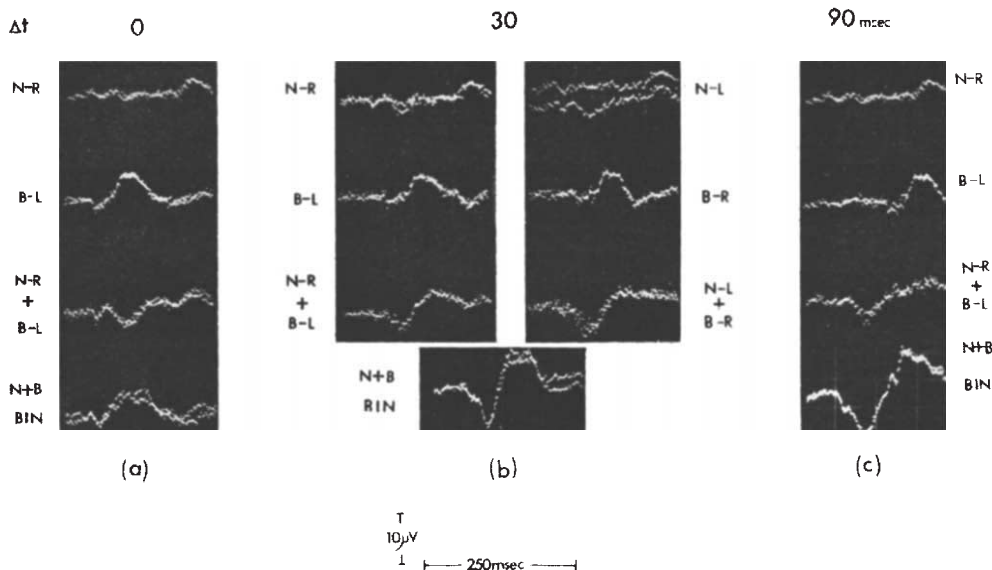 Δt 0 30 90 msec
N-R
B-L
N-R
+
B-L
N+B
BIN
(a)
N-R
B-L
N-R
+
B-L
N-L
B-R
N-L
+
B-R
N+B
BIN
(b)
N-R
B-L
N-R
+
B-L
N+B
BIN
(c)
10μV
250msec